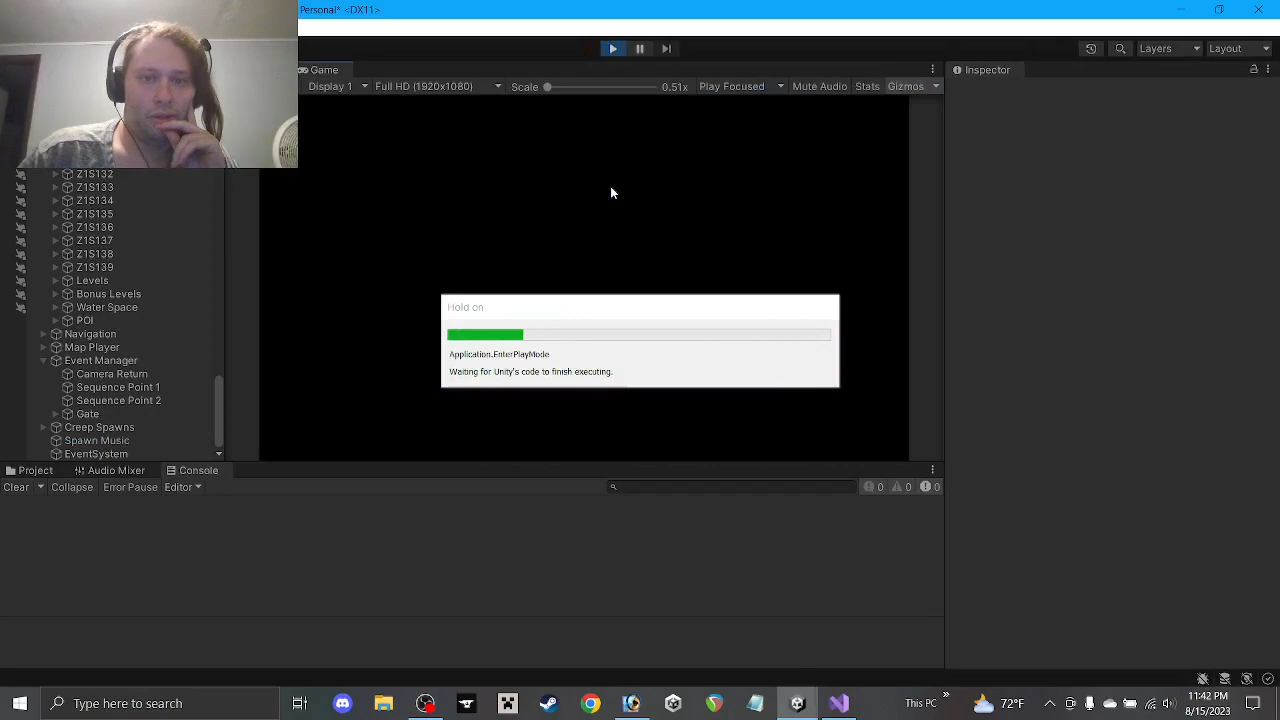 Personal* <DX11>
Layers
Layout
Game
Inspector
Display 1
Full HD (1920x1080)
Scale
0.51x
Play Focused
Mute Audio
Stats
Gizmos
Z1S132
Z1S133
Z1S134
Z1S135
Z1S136
Z1S137
Z1S138
Z1S139
Levels
Bonus Levels
Water Space
POI
Navigation
Map Player
Event Manager
Camera Return
Sequence Point 1
Sequence Point 2
Gate
Creep Spawns
Spawn Music
EventSystem
Hold on
Application.EnterPlayMode
Waiting for Unity's code to finish executing.
Project
Audio Mixer
Console
Clear
Collapse
Error Pause
Editor
0
0
0
Type here to search
This PC
72°F
11:42 PM
8/15/2023